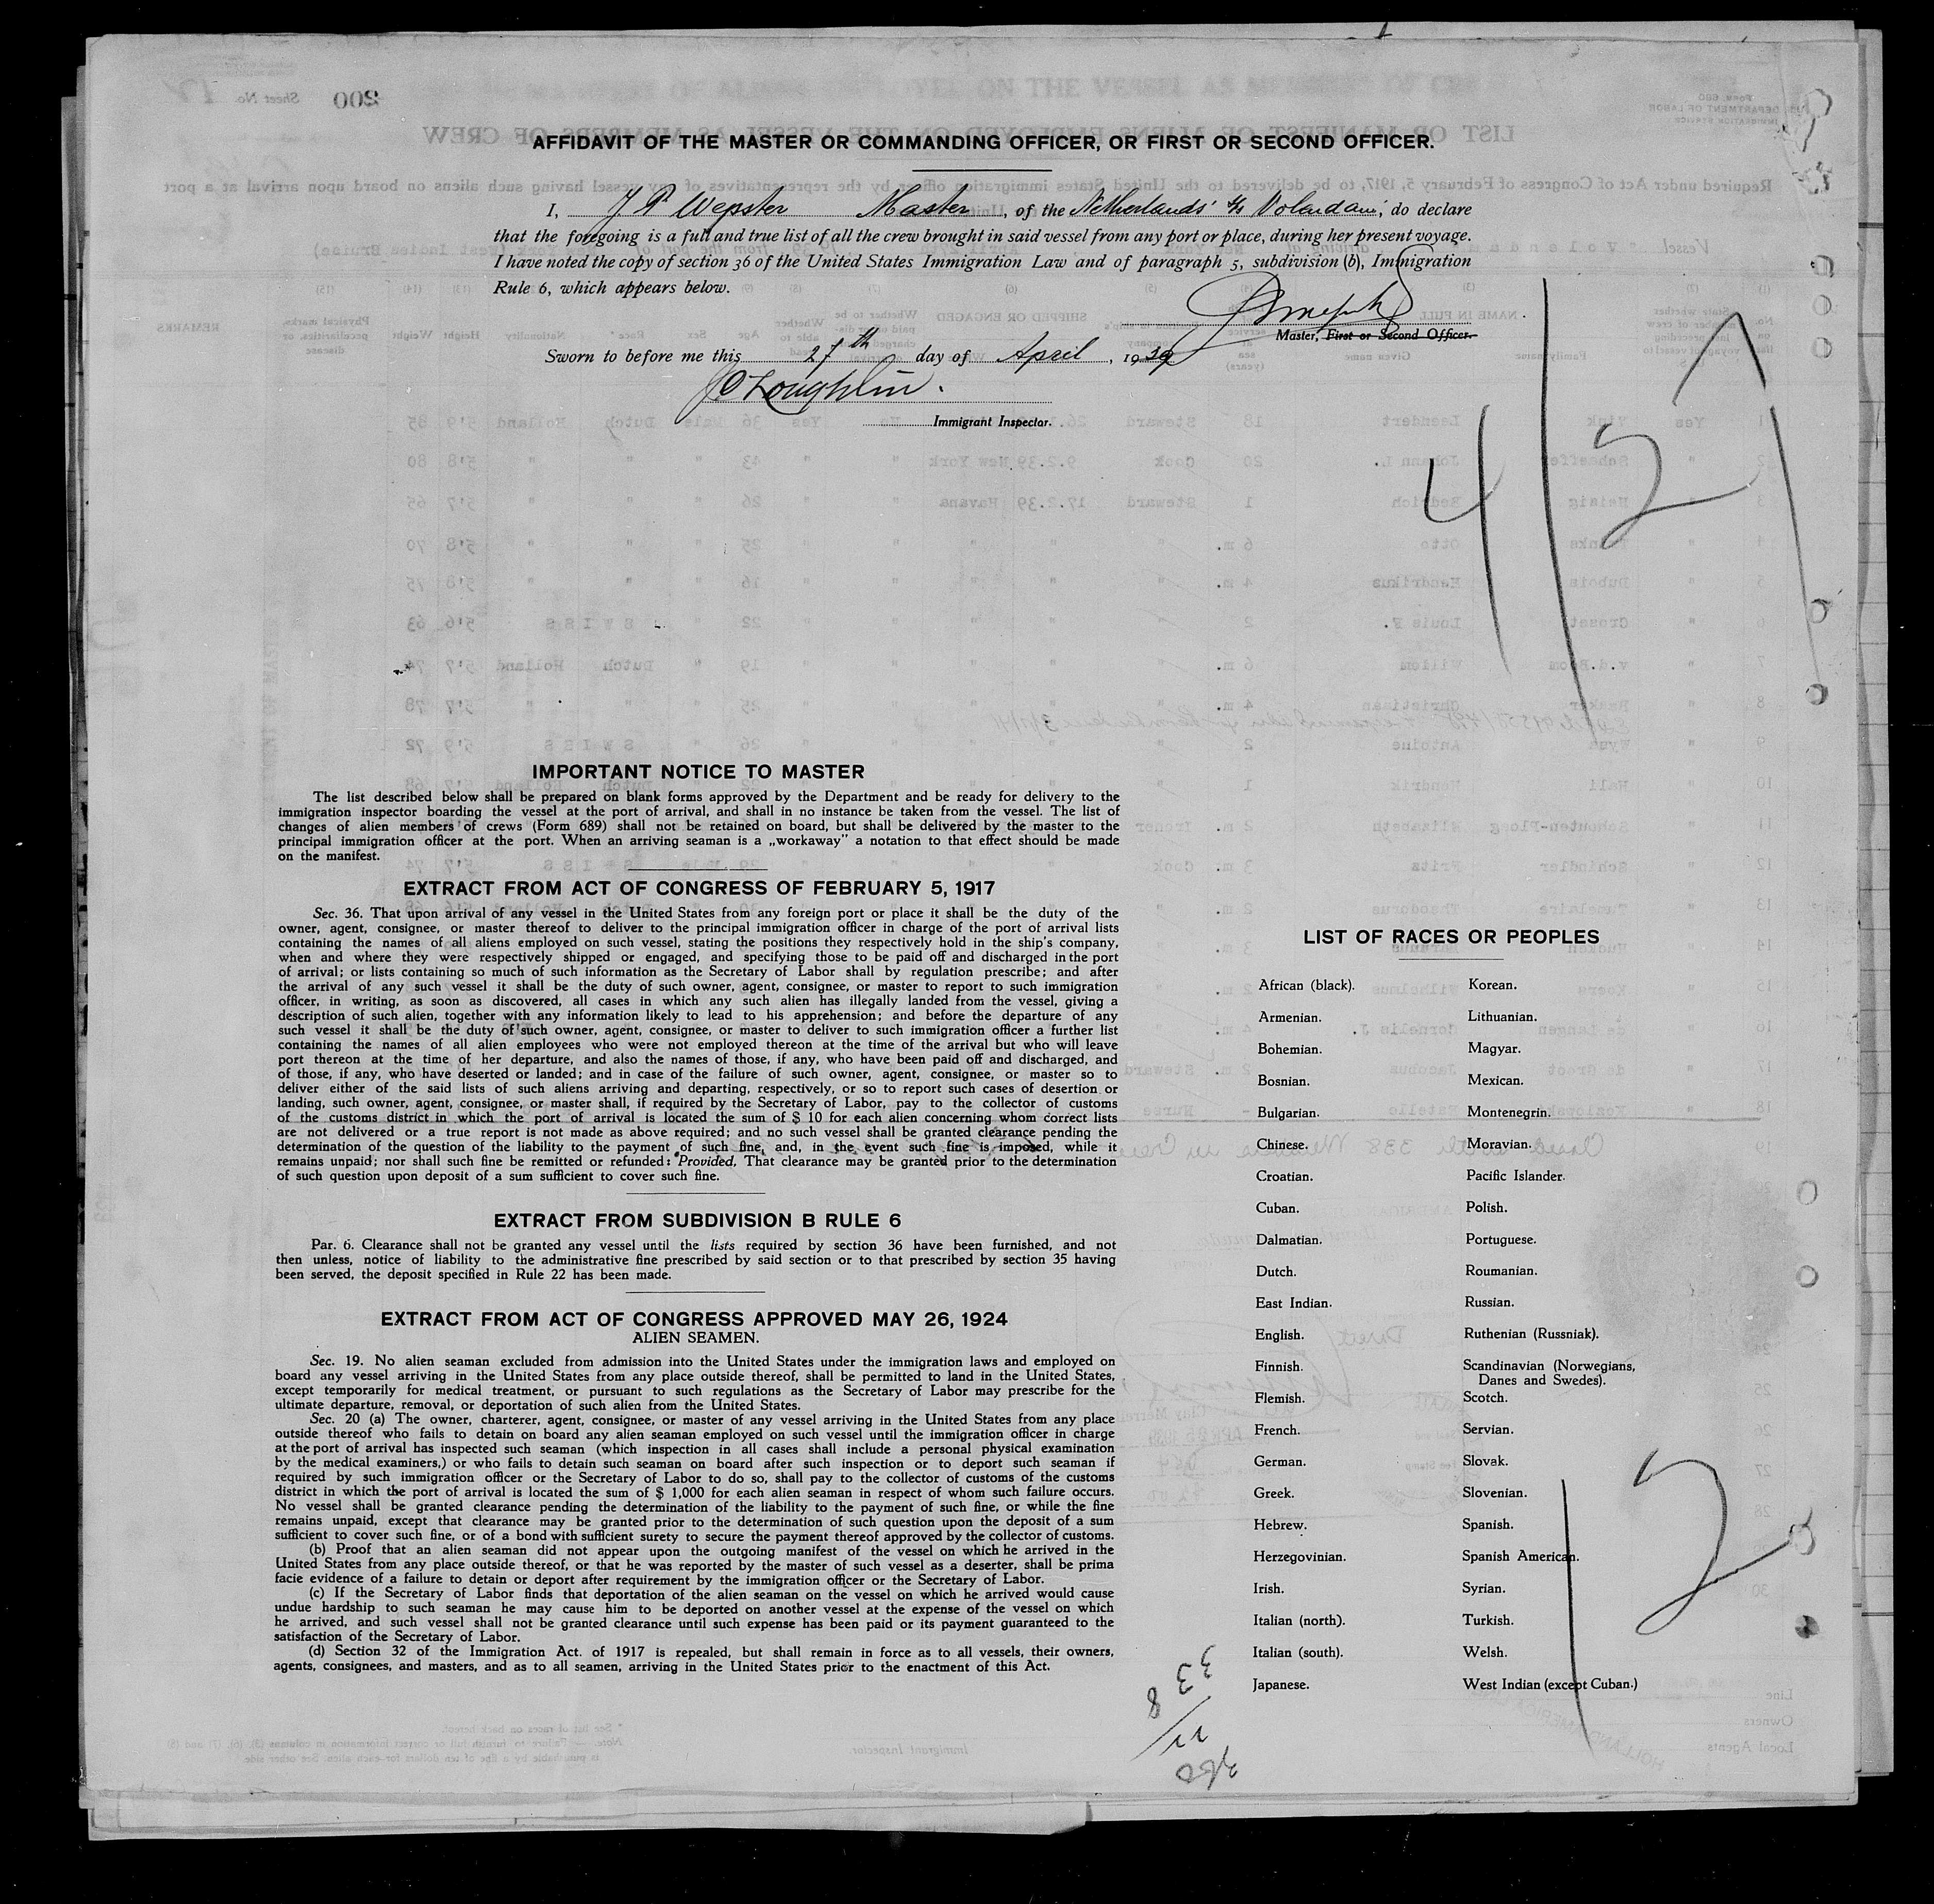 AFFIDAVIT OF THE MASTER OR COMMANDING OFFICER, OR FIRST OR SECOND OFFICER.
I, J P Wepster Master, of the Netherlands' s/s Volendam, do declare
that the foregoing is a full and true list of all the crew brought in said vessel from any port or place, during her present voyage.
I have noted the copy of section 36 of the United States Immigration Law and of paragraph 5, subdivision (b), Immigration
Rule 6, which appears below.
Master, First or Second Officer.
Sworn to before me this 27th day of April, 1939
Immigrant Inspector.
4/27
IMPORTANT NOTICE TO MASTER
The list described below shall be prepared on blank forms approved by the Department and be ready for delivery to the
immigration inspector boarding the vessel at the port of arrival, and shall in no instance be taken from the vessel. The list of
changes of alien members of crews (Form 689) shall not be retained on board, but shall be delivered by the master to the
principal immigration officer at the port. When an arriving seaman is a „workaway” a notation to that effect should be made
on the manifest.
EXTRACT FROM ACT OF CONGRESS OF FEBRUARY 5, 1917
Sec. 36. That upon arrival of any vessel in the United States from any foreign port or place it shall be the duty of the
owner, agent, consignee, or master thereof to deliver to the principal immigration officer in charge of the port of arrival lists
containing the names of all aliens employed on such vessel, stating the positions they respectively hold in the ship's company,
when and where they were respectively shipped or engaged, and specifying those to be paid off and discharged in the port
of arrival; or lists containing so much of such information as the Secretary of Labor shall by regulation prescribe; and after
the arrival of any such vessel it shall be the duty of such owner, agent, consignee, or master to report to such immigration
officer, in writing, as soon as discovered, all cases in which any such alien has illegally landed from the vessel, giving a
description of such alien, together with any information likely to lead to his apprehension; and before the departure of any
such vessel it shall be the duty of such owner, agent, consignee, or master to deliver to such immigration officer a further list
containing the names of all alien employees who were not employed thereon at the time of the arrival but who will leave
port thereon at the time of her departure, and also the names of those, if any, who have been paid off and discharged, and
of those, if any, who have deserted or landed; and in case of the failure of such owner, agent, consignee, or master so to
deliver either of the said lists of such aliens arriving and departing, respectively, or so to report such cases of desertion or
landing, such owner, agent, consignee, or master shall, if required by the Secretary of Labor, pay to the collector of customs
of the customs district in which the port of arrival is located the sum of $ 10 for each alien concerning whom correct lists
are not delivered or a true report is not made as above required; and no such vessel shall be granted clearance pending the
determination of the question of the liability to the payment of such fine, and, in the event such fine is imposed, while it
remains unpaid; nor shall such fine be remitted or refunded: Provided, That clearance may be granted prior to the determination
of such question upon deposit of a sum sufficient to cover such fine.
EXTRACT FROM SUBDIVISION B RULE 6
Par. 6. Clearance shall not be granted any vessel until the lists required by section 36 have been furnished, and not
then unless, notice of liability to the administrative fine prescribed by said section or to that prescribed by section 35 having
been served, the deposit specified in Rule 22 has been made.
EXTRACT FROM ACT OF CONGRESS APPROVED MAY 26, 1924
ALIEN SEAMEN.
Sec. 19. No alien seaman excluded from admission into the United States under the immigration laws and employed on
board any vessel arriving in the United States from any place outside thereof, shall be permitted to land in the United States,
except temporarily for medical treatment, or pursuant to such regulations as the Secretary of Labor may prescribe for the
ultimate departure, removal, or deportation of such alien from the United States.
Sec. 20 (a) The owner, charterer, agent, consignee, or master of any vessel arriving in the United States from any place
outside thereof who fails to detain on board any alien seaman employed on such vessel until the immigration officer in charge
at the port of arrival has inspected such seaman (which inspection in all cases shall include a personal physical examination
by the medical examiners,) or who fails to detain such seaman on board after such inspection or to deport such seaman if
required by such immigration officer or the Secretary of Labor to do so, shall pay to the collector of customs of the customs
district in which the port of arrival is located the sum of $ 1,000 for each alien seaman in respect of whom such failure occurs.
No vessel shall be granted clearance pending the determination of the liability to the payment of such fine, or while the fine
remains unpaid, except that clearance may be granted prior to the determination of such question upon the deposit of a sum
sufficient to cover such fine, or of a bond with sufficient surety to secure the payment thereof approved by the collector of customs.
(b) Proof that an alien seaman did not appear upon the outgoing manifest of the vessel on which he arrived in the
United States from any place outside thereof, or that he was reported by the master of such vessel as a deserter, shall be prima
facie evidence of a failure to detain or deport after requirement by the immigration officer or the Secretary of Labor.
(c) If the Secretary of Labor finds that deportation of the alien seaman on the vessel on which he arrived would cause
undue hardship to such seaman he may cause him to be deported on another vessel at the expense of the vessel on which
he arrived, and such vessel shall not be granted clearance until such expense has been paid or its payment guaranteed to the
satisfaction of the Secretary of Labor.
(d) Section 32 of the Immigration Act. of 1917 is repealed, but shall remain in force as to all vessels, their owners,
agents, consignees, and masters, and as to all seamen, arriving in the United States prior to the enactment of this Act.
LIST OF RACES OR PEOPLES
African (black). Korean.
Armenian. Lithuanian.
Bohemian. Magyar.
Bosnian. Mexican.
Bulgarian. Montenegrin.
Chinese. Moravian.
Croatian. Pacific Islander.
Cuban. Polish.
Dalmatian. Portuguese.
Dutch. Roumanian.
East Indian. Russian.
English. Ruthenian (Russniak).
Finnish. Scandinavian (Norwegians,
Danes and Swedes).
Flemish. Scotch.
French. Servian.
German. Slovak.
Greek. Slovenian.
Hebrew. Spanish.
Herzegovinian. Spanish American.
Irish. Syrian.
Italian (north). Turkish.
Italian (south). Welsh.
Japanese. West Indian (except Cuban.)
12
338
22
360